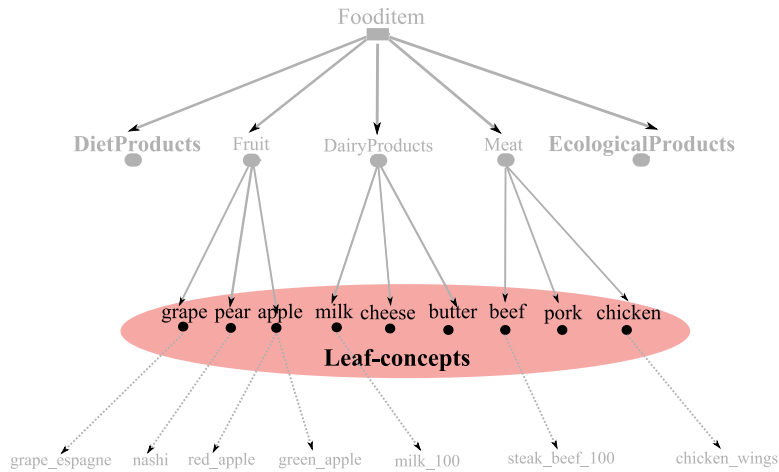 Fooditem
DietProducts Fruit DairyProducts Meat EcologicalProducts
grape pear apple milk cheese butter beef pork chicken
Leaf-concepts
grape_espagne nashi red_apple green_apple milk_100 steak_beef_100 chicken_wings